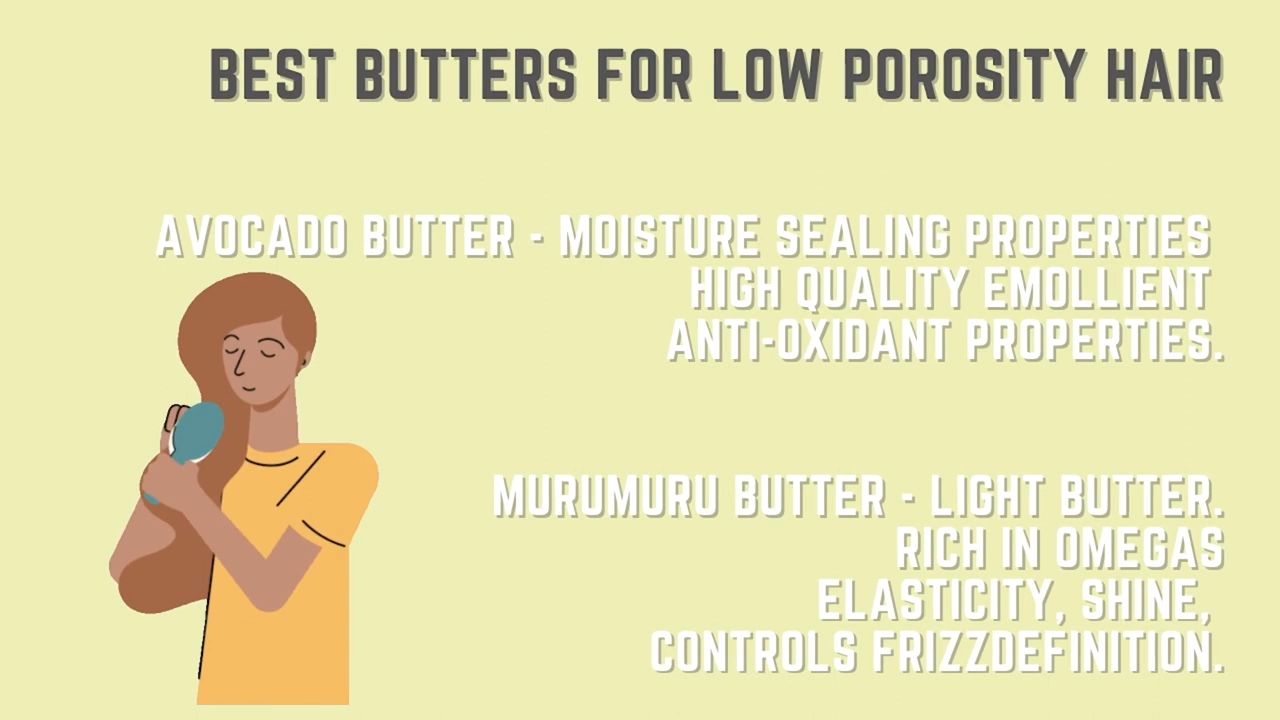 BEST BUTTERS FOR LOW POROSITY HAIR
AVOCADO BUTTER - MOISTURE SEALING PROPERTIES
HIGH QUALITY EMOLLIENT
ANTI-OXIDANT PROPERTIES.
MURUMURU BUTTER - LIGHT BUTTER.
RICH IN OMEGAS
ELASTICITY, SHINE,
CONTROLS FRIZZDEFINITION.